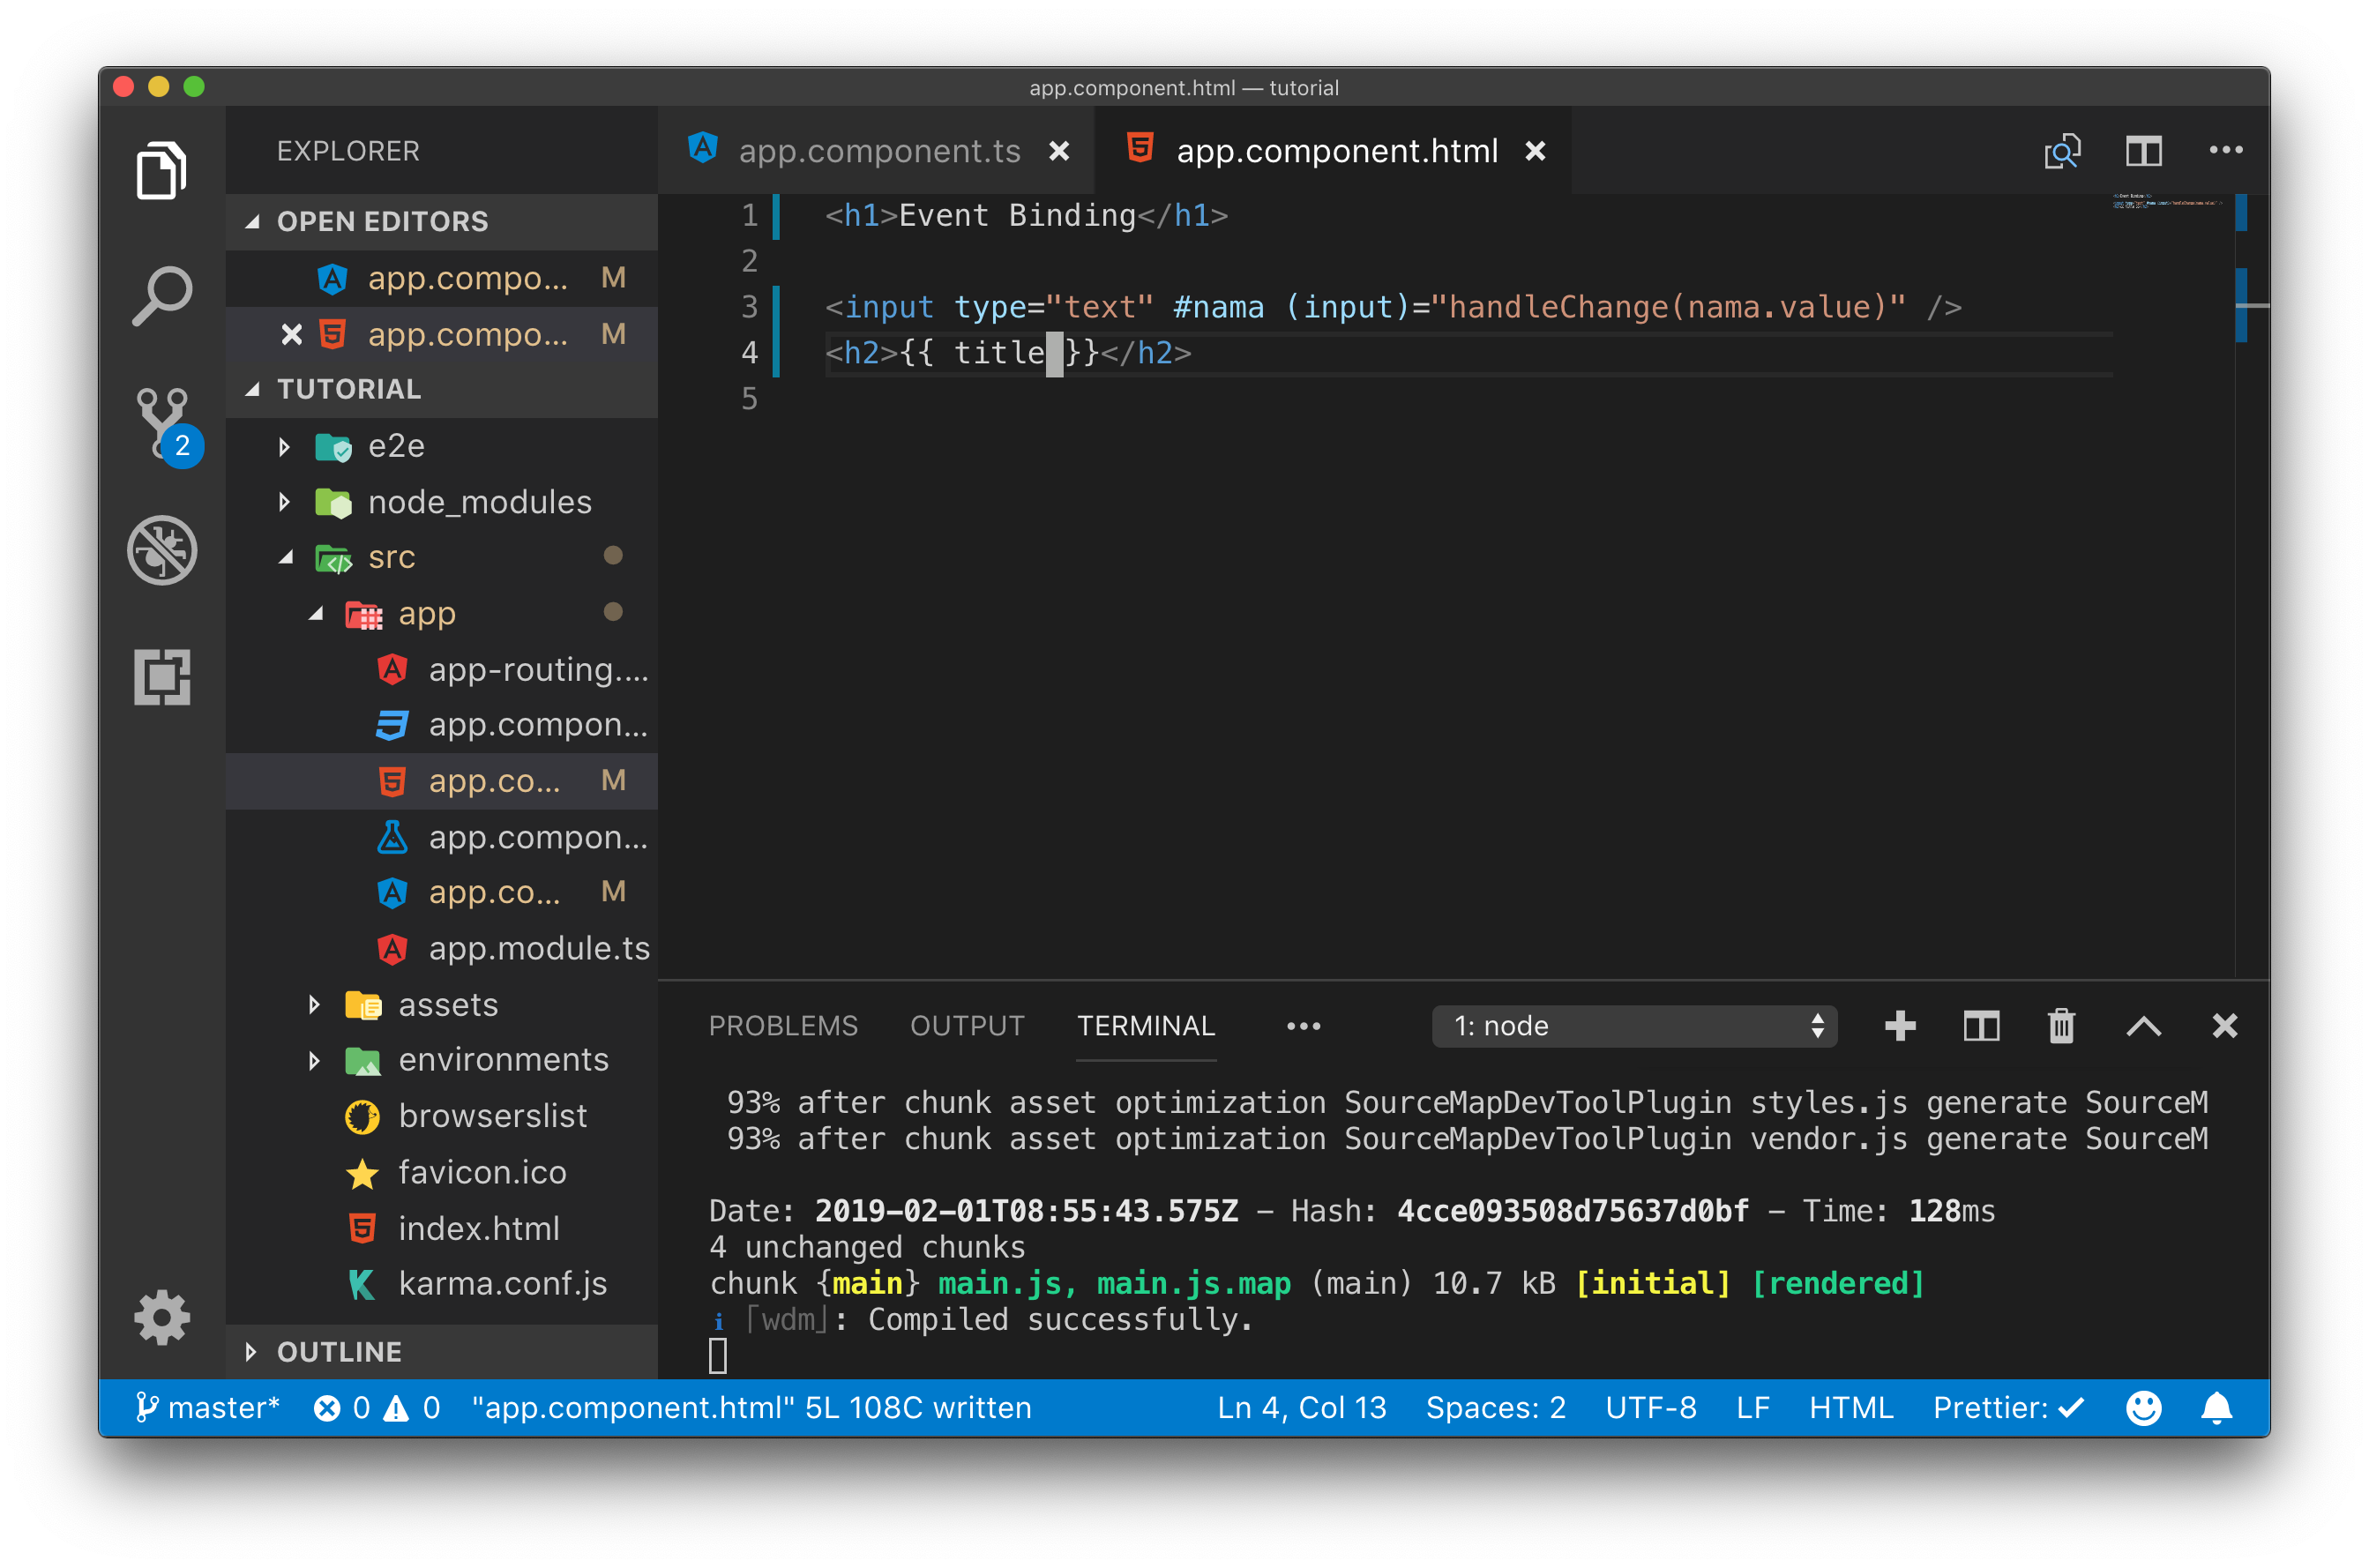 app.component.html — tutorial
EXPLORER
app.component.ts
app.component.html
OPEN EDITORS
app.compo... M
app.compo... M
TUTORIAL
e2e
node_modules
src
app
app-routing....
app.compon...
app.co... M
app.compon...
app.co... M
app.module.ts
assets
environments
browserslist
favicon.ico
index.html
karma.conf.js
OUTLINE
2
1 <h1>Event Binding</h1>
2
3 <input type="text" #nama (input)="handleChange(nama.value)" />
4 <h2>{{ title }}</h2>
5
PROBLEMS OUTPUT TERMINAL ••• 1: node
93% after chunk asset optimization SourceMapDevToolPlugin styles.js generate SourceM
93% after chunk asset optimization SourceMapDevToolPlugin vendor.js generate SourceM
Date: 2019-02-01T08:55:43.575Z - Hash: 4cce093508d75637d0bf - Time: 128ms
4 unchanged chunks
chunk {main} main.js, main.js.map (main) 10.7 kB [initial] [rendered]
ℹ ｢wdm｣: Compiled successfully.
master* 0 0 "app.component.html" 5L 108C written Ln 4, Col 13 Spaces: 2 UTF-8 LF HTML Prettier: ✓